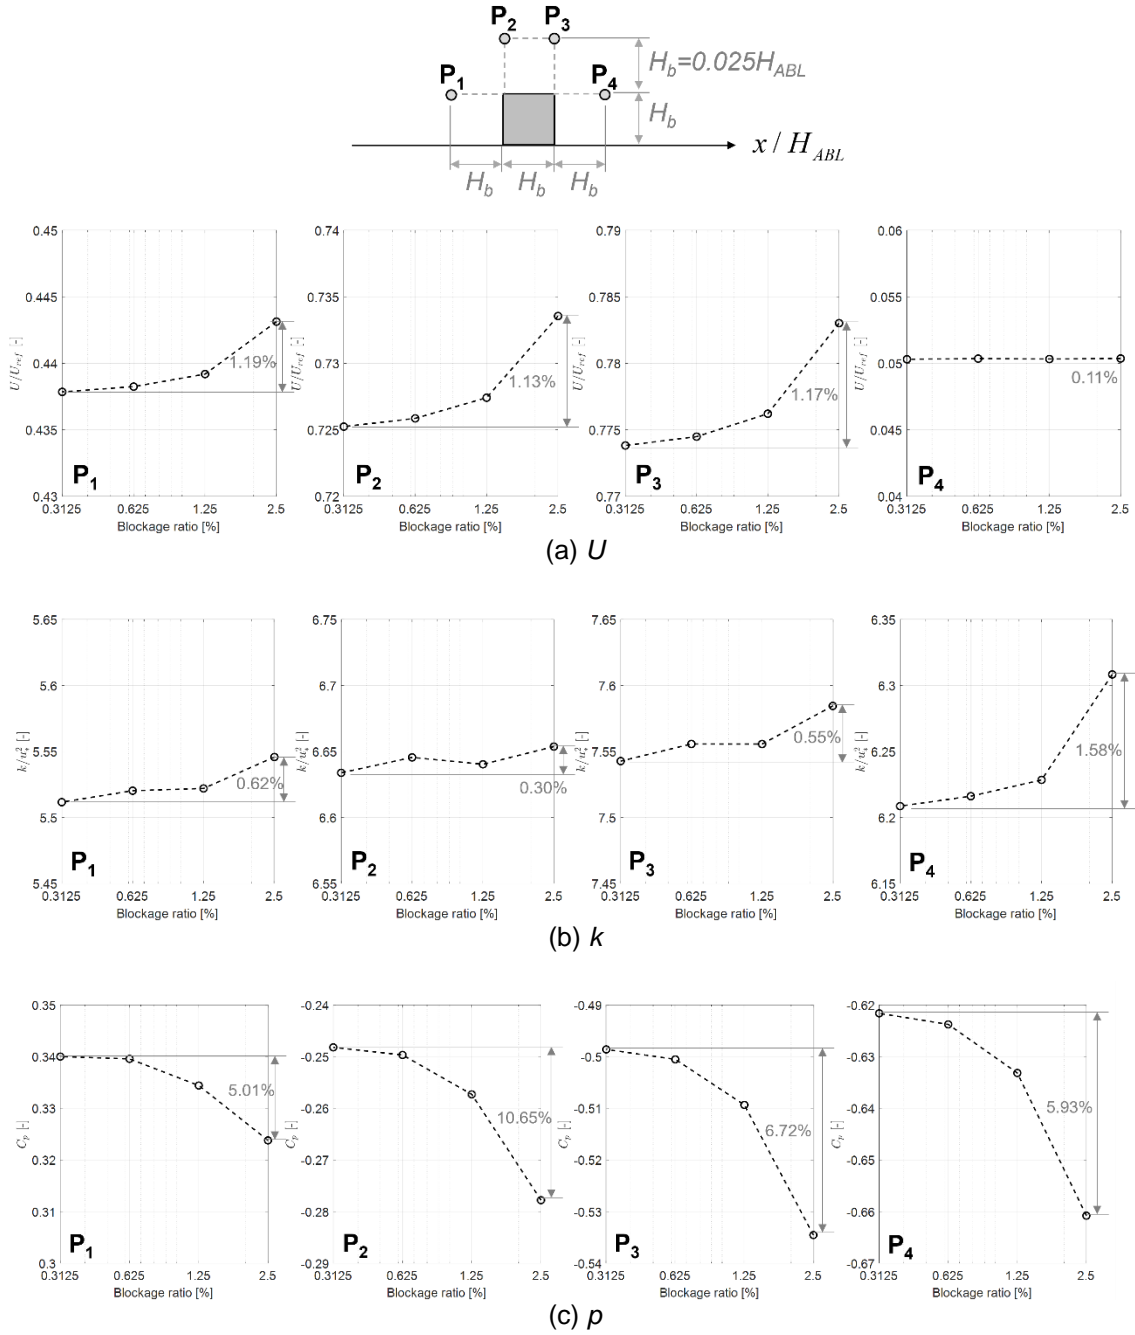 P2 P3
P1 P4
Hb=0.025HABL
Hb
x / HABL
Hb Hb Hb
0.45 0.74 0.79 0.06
0.445 0.735 0.785 0.055
0.44 0.73 0.78 0.05
0.435 0.725 0.775 0.045
0.43 0.72 0.77 0.04
U/Uref [-] U/Uref [-] U/Uref [-] U/Uref [-]
1.19% 1.13% 1.17% 0.11%
P1 P2 P3 P4
0.3125 0.625 1.25 2.5 0.3125 0.625 1.25 2.5 0.3125 0.625 1.25 2.5 0.3125 0.625 1.25 2.5
Blockage ratio [%] Blockage ratio [%] Blockage ratio [%] Blockage ratio [%]
(a) U
5.65 6.75 7.65 6.35
5.6 6.7 7.6 6.3
5.55 6.65 7.55 6.25
5.5 6.6 7.5 6.2
5.45 6.55 7.45 6.15
k/u*2 [-] k/u*2 [-] k/u*2 [-] k/u*2 [-]
0.62% 0.30% 0.55% 1.58%
P1 P2 P3 P4
0.3125 0.625 1.25 2.5 0.3125 0.625 1.25 2.5 0.3125 0.625 1.25 2.5 0.3125 0.625 1.25 2.5
Blockage ratio [%] Blockage ratio [%] Blockage ratio [%] Blockage ratio [%]
(b) k
0.35 -0.24 -0.49 -0.62
0.34 -0.25 -0.5 -0.63
0.33 -0.26 -0.51 -0.64
0.32 -0.27 -0.52 -0.65
0.31 -0.28 -0.53 -0.66
0.3 -0.29 -0.54 -0.67
Cp [-] Cp [-] Cp [-] Cp [-]
5.01% 10.65% 6.72% 5.93%
P1 P2 P3 P4
0.3125 0.625 1.25 2.5 0.3125 0.625 1.25 2.5 0.3125 0.625 1.25 2.5 0.3125 0.625 1.25 2.5
Blockage ratio [%] Blockage ratio [%] Blockage ratio [%] Blockage ratio [%]
(c) p